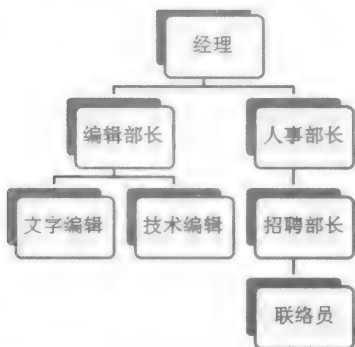 经理
编辑部长
人事部长
文字编辑
技术编辑
招聘部长
联络员